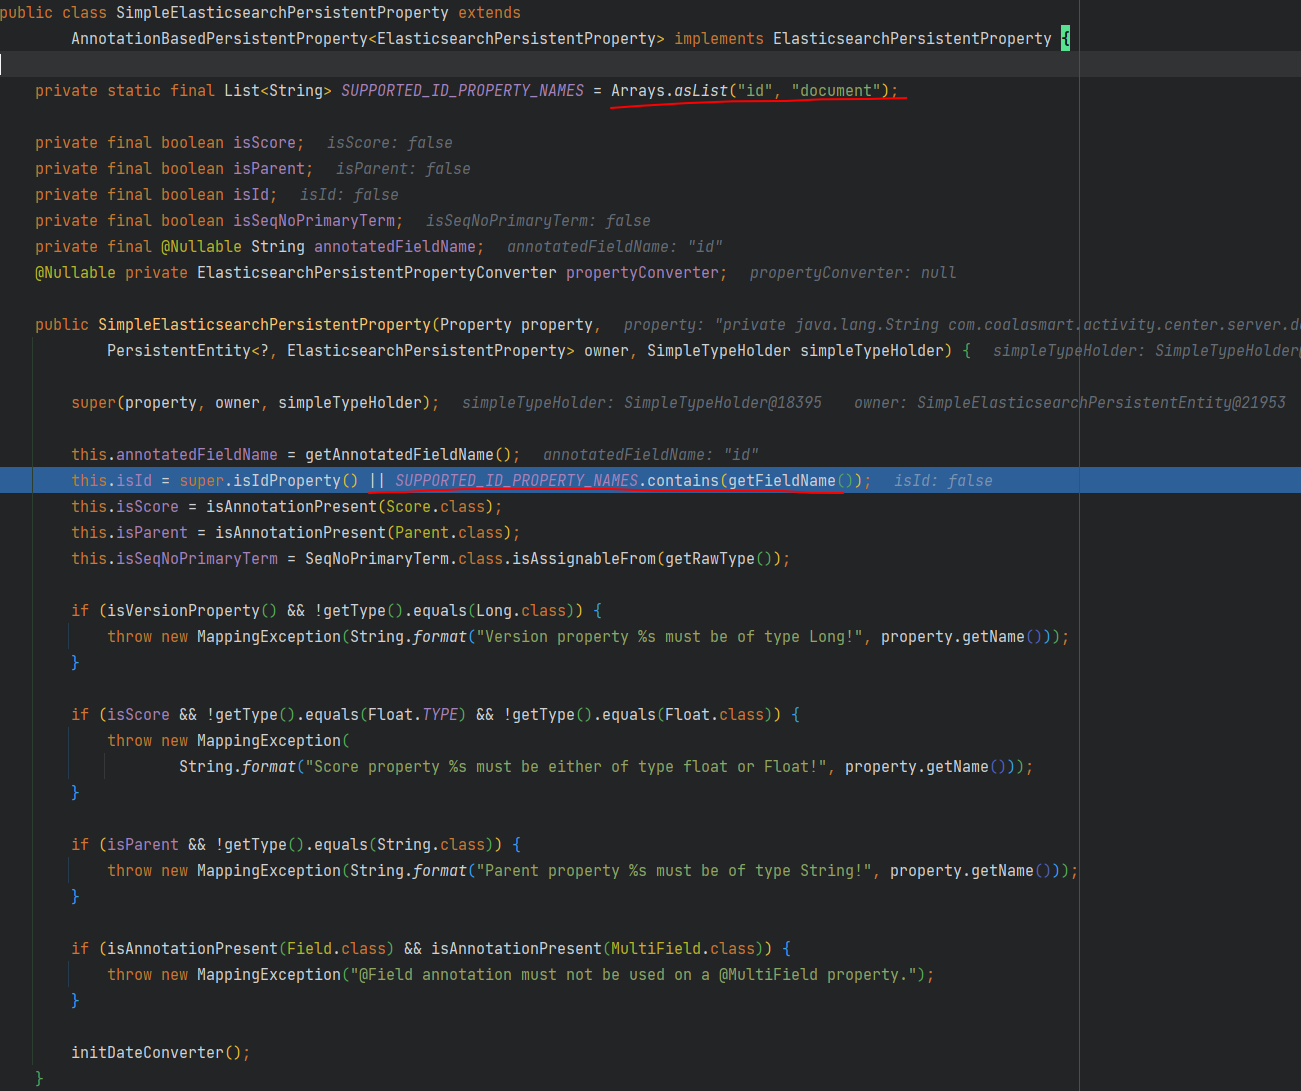 public class SimpleElasticsearchPersistentProperty extends
AnnotationBasedPersistentProperty<ElasticsearchPersistentProperty> implements ElasticsearchPersistentProperty {
private static final List<String> SUPPORTED_ID_PROPERTY_NAMES = Arrays.asList("id", "document");
private final boolean isScore; isScore: false
private final boolean isParent; isParent: false
private final boolean isId; isId: false
private final boolean isSeqNoPrimaryTerm; isSeqNoPrimaryTerm: false
private final @Nullable String annotatedFieldName; annotatedFieldName: "id"
@Nullable private ElasticsearchPersistentPropertyConverter propertyConverter; propertyConverter: null
public SimpleElasticsearchPersistentProperty(Property property, property: "private java.lang.String com.coalasmart.activity.center.server.d
PersistentEntity<?, ElasticsearchPersistentProperty> owner, SimpleTypeHolder simpleTypeHolder) { simpleTypeHolder: SimpleTypeHolder@
super(property, owner, simpleTypeHolder); simpleTypeHolder: SimpleTypeHolder@18395 owner: SimpleElasticsearchPersistentEntity@21953
this.annotatedFieldName = getAnnotatedFieldName(); annotatedFieldName: "id"
this.isId = super.isIdProperty() || SUPPORTED_ID_PROPERTY_NAMES.contains(getFieldName()); isId: false
this.isScore = isAnnotationPresent(Score.class);
this.isParent = isAnnotationPresent(Parent.class);
this.isSeqNoPrimaryTerm = SeqNoPrimaryTerm.class.isAssignableFrom(getRawType());
if (isVersionProperty() && !getType().equals(Long.class)) {
throw new MappingException(String.format("Version property %s must be of type Long!", property.getName()));
}
if (isScore && !getType().equals(Float.TYPE) && !getType().equals(Float.class)) {
throw new MappingException(
String.format("Score property %s must be either of type float or Float!", property.getName()));
}
if (isParent && !getType().equals(String.class)) {
throw new MappingException(String.format("Parent property %s must be of type String!", property.getName()));
}
if (isAnnotationPresent(Field.class) && isAnnotationPresent(MultiField.class)) {
throw new MappingException("@Field annotation must not be used on a @MultiField property.");
}
initDateConverter();
}